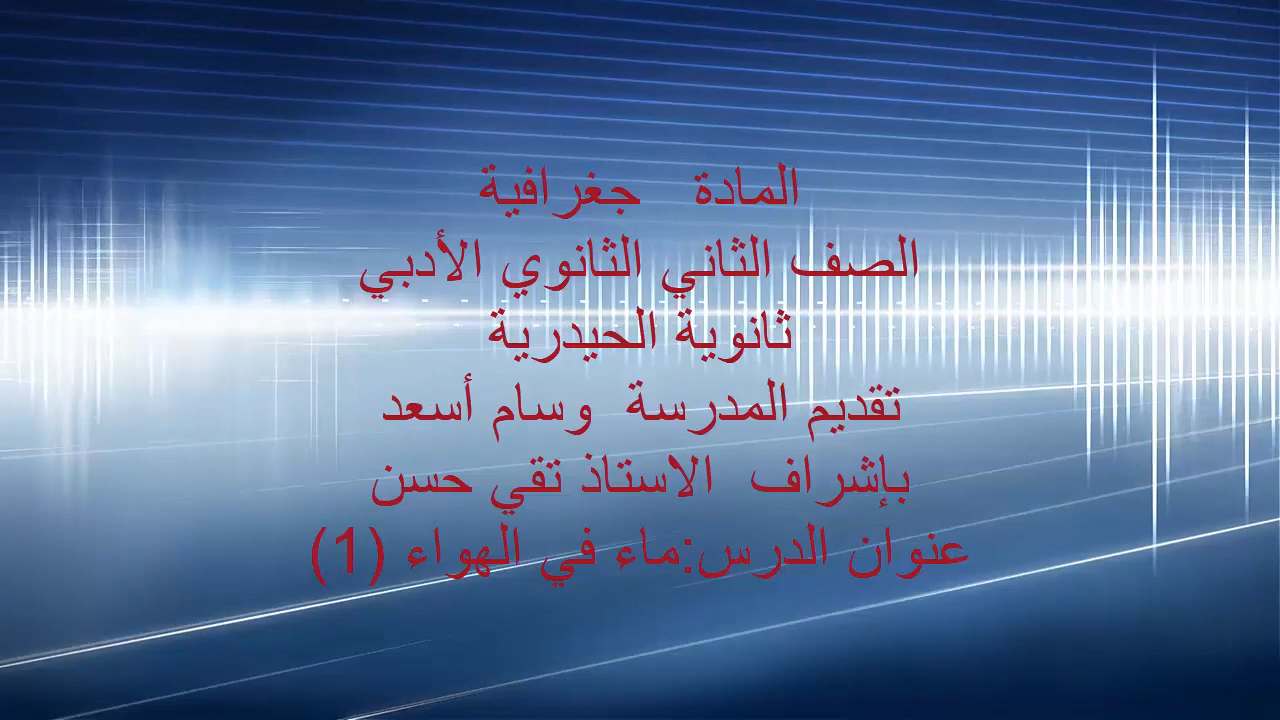 المادة جغرافية
الصف الثاني الثانوي الأدبي
ثانوية الحيدرية
تقديم المدرسة وسام أسعد
بإشراف الاستاذ تقي حسن
عنوان الدرس:ماء في الهواء (1)